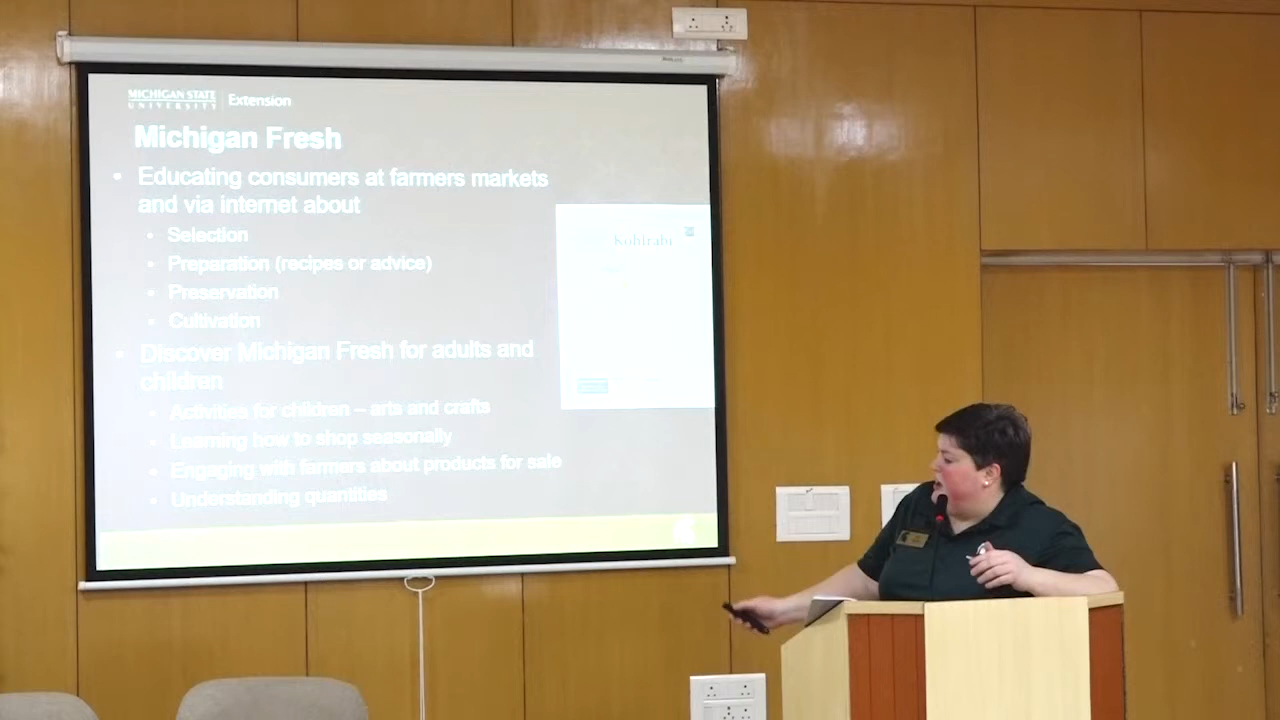 MICHIGAN STATE
UNIVERSITY
Extension
Michigan Fresh
• Educating consumers at farmers markets
and via internet about
• Selection
• Preparation (recipes or advice)
• Preservation
• Cultivation
• Discover Michigan Fresh for adults and
children
• Activities for children – arts and crafts
• Learning how to shop seasonally
• Engaging with farmers about products for sale
• Understanding quantities
Kohlrabi